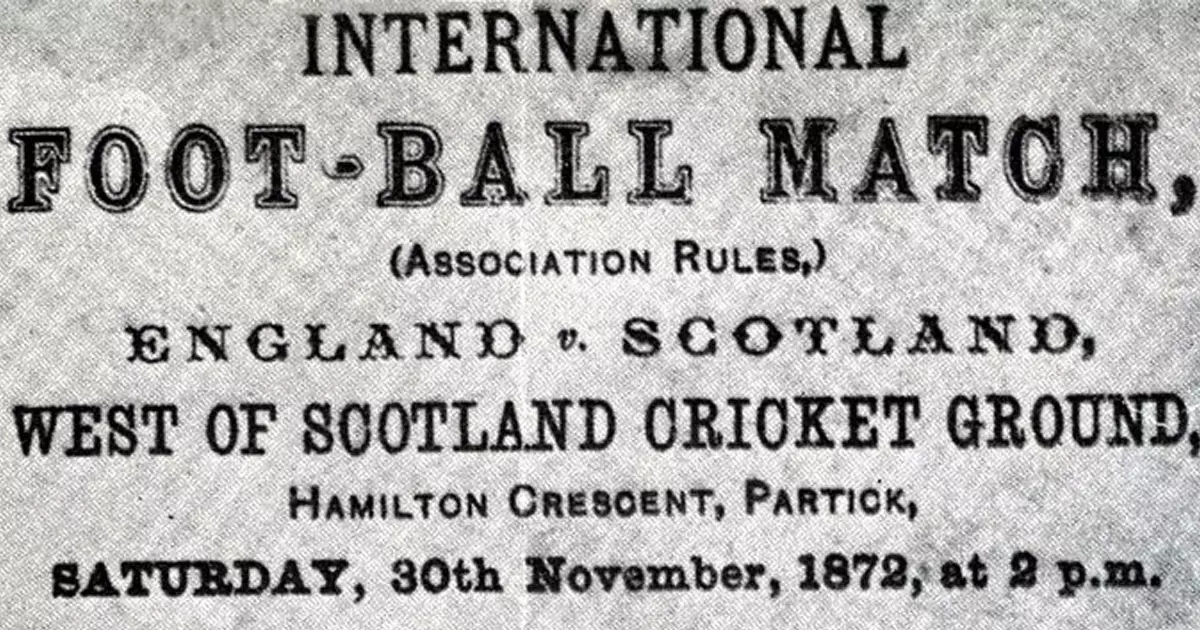 INTERNATIONAL
FOOT-BALL MATCH,
(ASSOCIATION RULES,)
ENGLAND v. SCOTLAND,
WEST OF SCOTLAND CRICKET GROUND,
HAMILTON CRESCENT, PARTICK,
SATURDAY, 30th November, 1872, at 2 p.m.